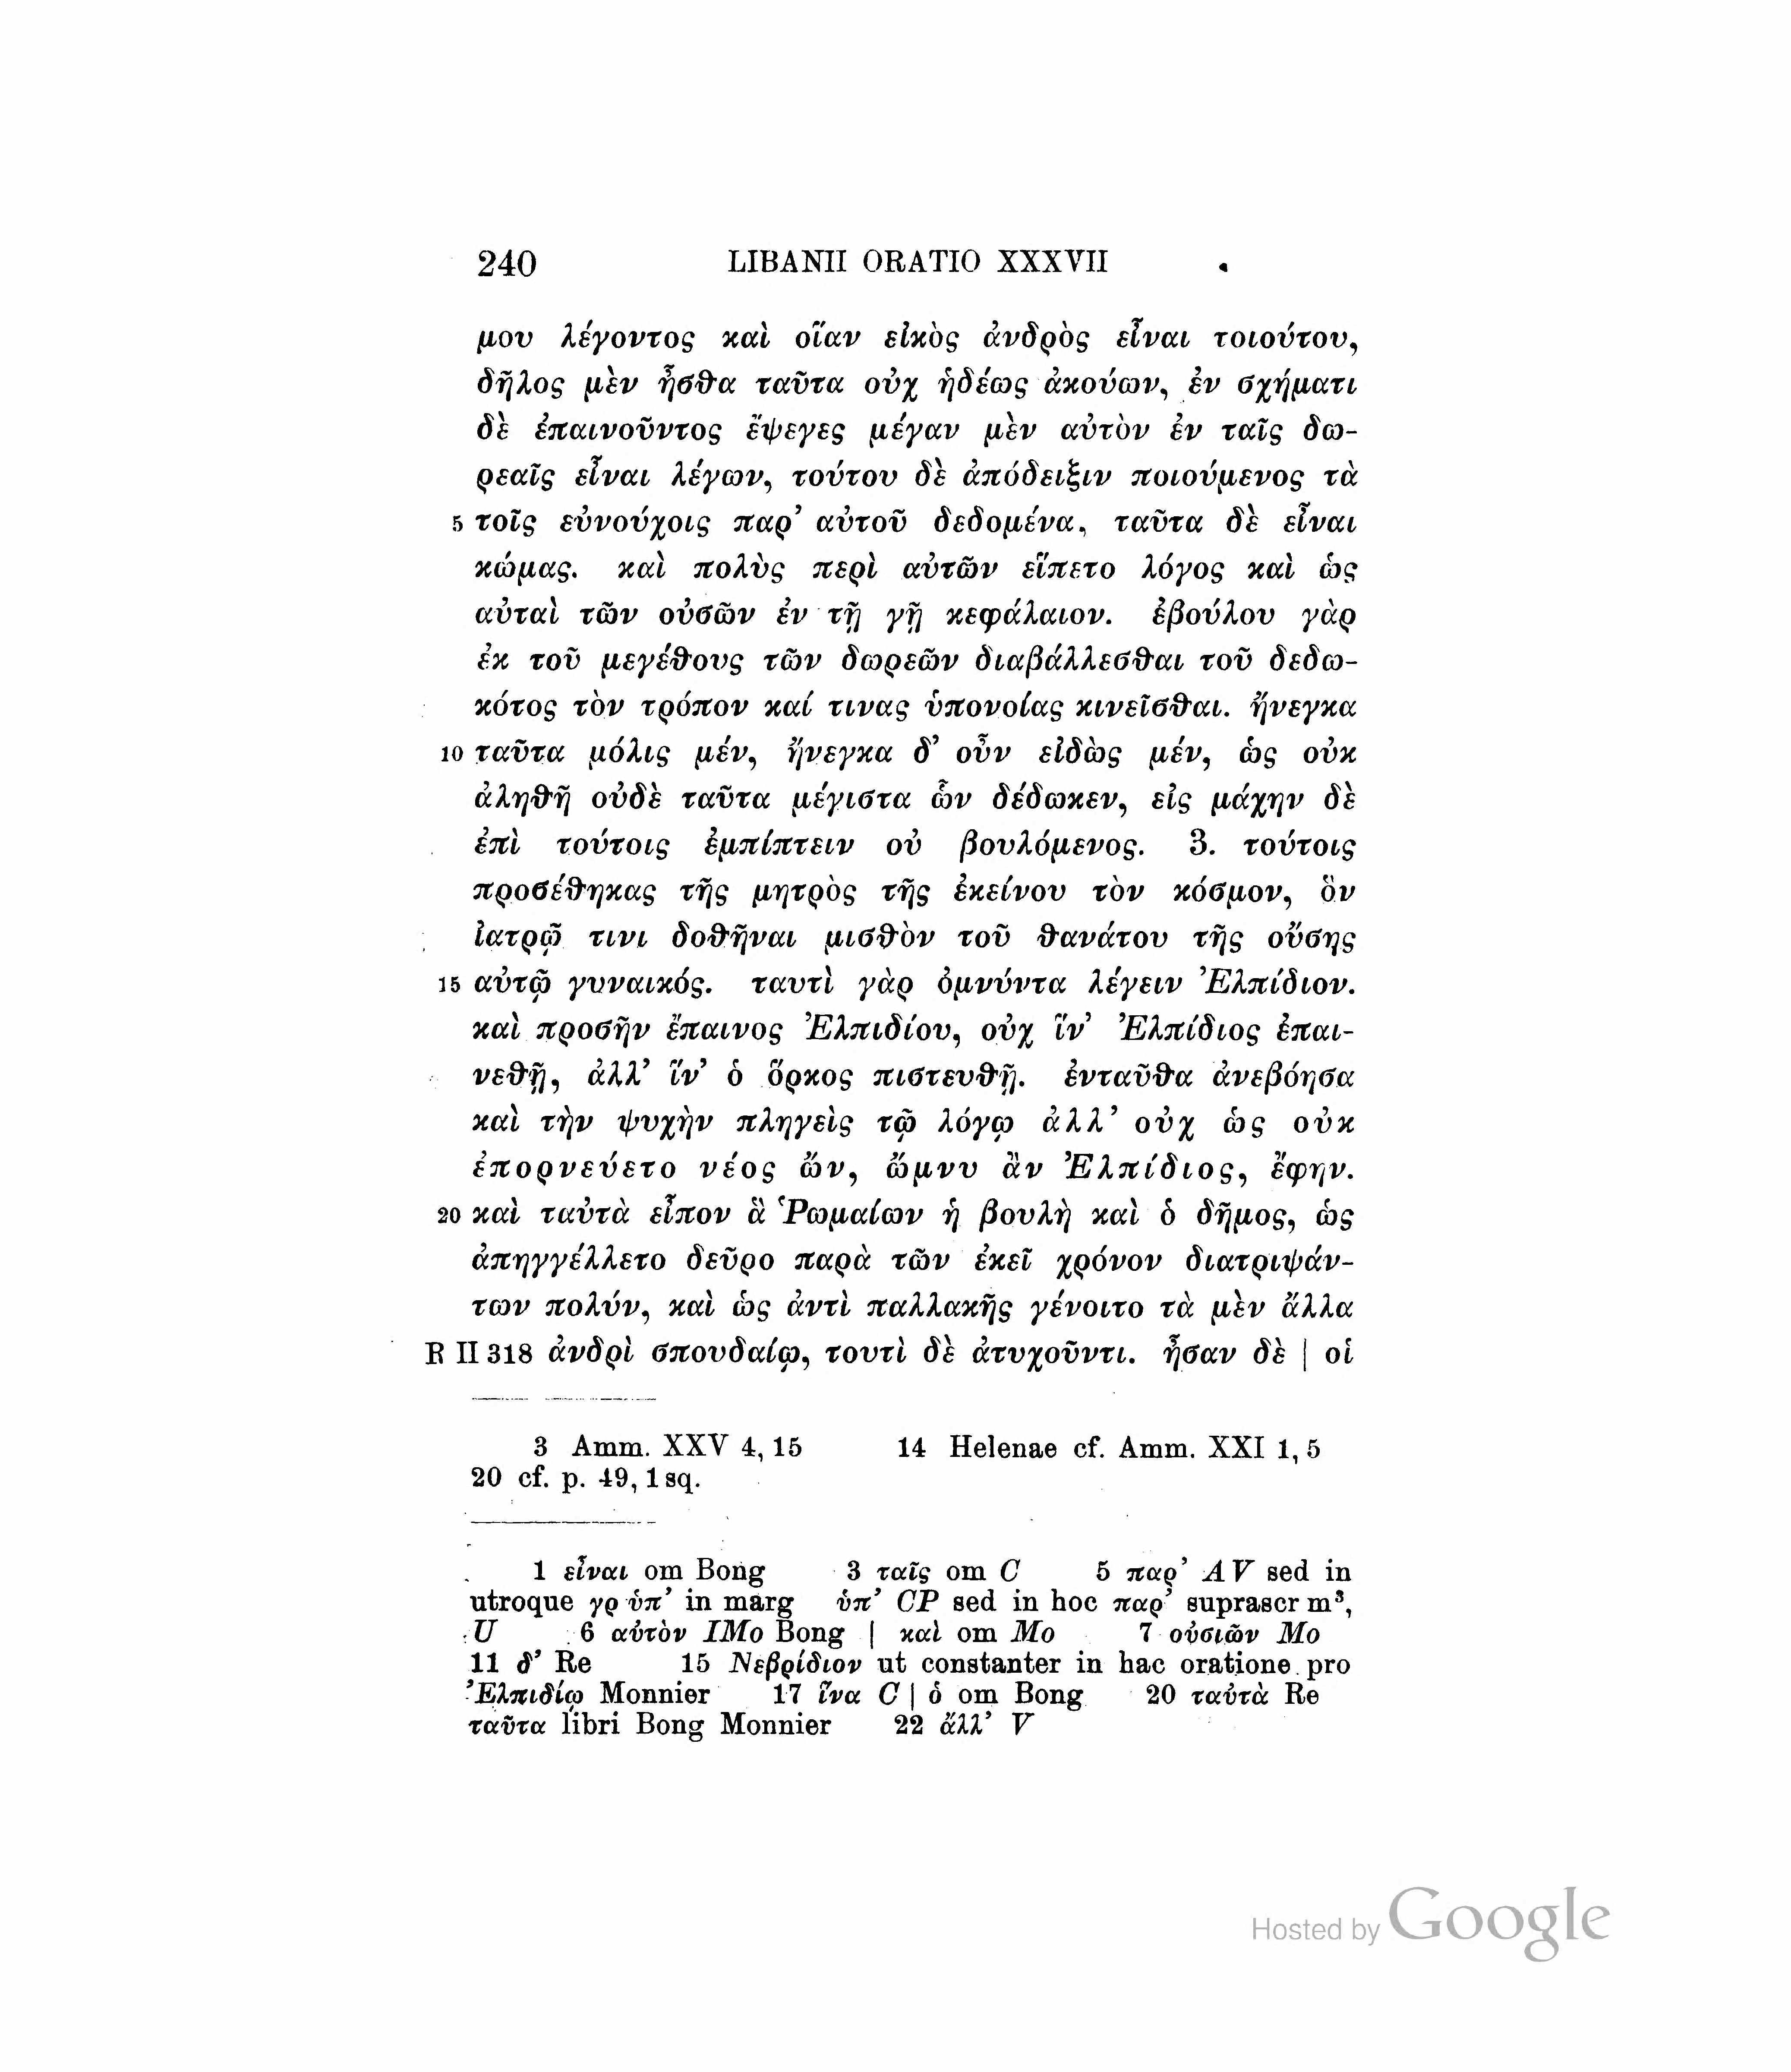 240 LIBANII ORATIO XXXVII
μου λέγοντος καὶ οἵαν εἰκὸς ἀνδρὸς εἶναι τοιούτου,
δῆλος μὲν ἦσθα ταῦτα οὐχ ἡδέως ἀκούων, ἐν σχήματι
δὲ ἐπαινοῦντος ἔψεγες μέγαν μὲν αὐτὸν ἐν ταῖς δω-
ρεαῖς εἶναι λέγων, τούτου δὲ ἀπόδειξιν ποιούμενος τὰ
5 τοῖς εὐνούχοις παρ’ αὐτοῦ δεδομένα, ταῦτα δὲ εἶναι
κώμας. καὶ πολὺς περὶ αὐτῶν εἵπετο λόγος καὶ ὡς
αὐταὶ τῶν οὐσῶν ἐν τῇ γῇ κεφάλαιον. ἐβούλου γὰρ
ἐκ τοῦ μεγέθους τῶν δωρεῶν διαβάλλεσθαι τοῦ δεδω-
κότος τὸν τρόπον καί τινας ὑπονοίας κινεῖσθαι. ἤνεγκα
10 ταῦτα μόλις μέν, ἤνεγκα δ’ οὖν εἰδὼς μέν, ὡς οὐκ
ἀληθῆ οὐδὲ ταῦτα μέγιστα ὧν δέδωκεν, εἰς μάχην δὲ
ἐπὶ τούτοις ἐμπίπτειν οὐ βουλόμενος. 3. τούτοις
προσέθηκας τῆς μητρὸς τῆς ἐκείνου τὸν κόσμον, ὃν
ἰατρῷ τινι δοθῆναι μισθὸν τοῦ θανάτου τῆς οὔσης
15 αὐτῷ γυναικός. ταυτὶ γὰρ ὀμνύντα λέγειν Ἐλπίδιον.
καὶ προσῆν ἔπαινος Ἐλπιδίου, οὐχ ἵν’ Ἐλπίδιος ἐπαι-
νεθῇ, ἀλλ’ ἵν’ ὁ ὅρκος πιστευθῇ. ἐνταῦθα ἀνεβόησα
καὶ τὴν ψυχὴν πληγεὶς τῷ λόγῳ ἀλλ’ οὐχ ὡς οὐκ
ἐπορνεύετο νέος ὤν, ὤμνυ ἂν Ἐλπίδιος, ἔφην.
20 καὶ ταὐτὰ εἶπον ἃ Ῥωμαίων ἡ βουλὴ καὶ ὁ δῆμος, ὡς
ἀπηγγέλλετο δεῦρο παρὰ τῶν ἐκεῖ χρόνον διατριψάν-
των πολύν, καὶ ὡς ἀντὶ παλλακῆς γένοιτο τὰ μὲν ἄλλα
R II 318 ἀνδρὶ σπουδαίῳ, τουτὶ δὲ ἀτυχοῦντι. ἦσαν δὲ | οἱ
3 Amm. XXV 4, 15 14 Helenae cf. Amm. XXI 1, 5
20 cf. p. 49, 1 sq.
1 εἶναι om Bong 3 ταῖς om C 5 παρ’ AV sed in
utroque γρ ὑπ’ in marg ὑπ’ CP sed in hoc παρ’ suprascr m³,
U 6 αὐτὸν IMo Bong | καὶ om Mo 7 οὐσιῶν Mo
11 δ’ Re 15 Νεβρίδιον ut constanter in hac oratione pro
Ἐλπιδίῳ Monnier 17 ἵνα C | ὁ om Bong 20 ταὐτὰ Re
ταῦτα libri Bong Monnier 22 ἄλλ’ V
Hosted by Google